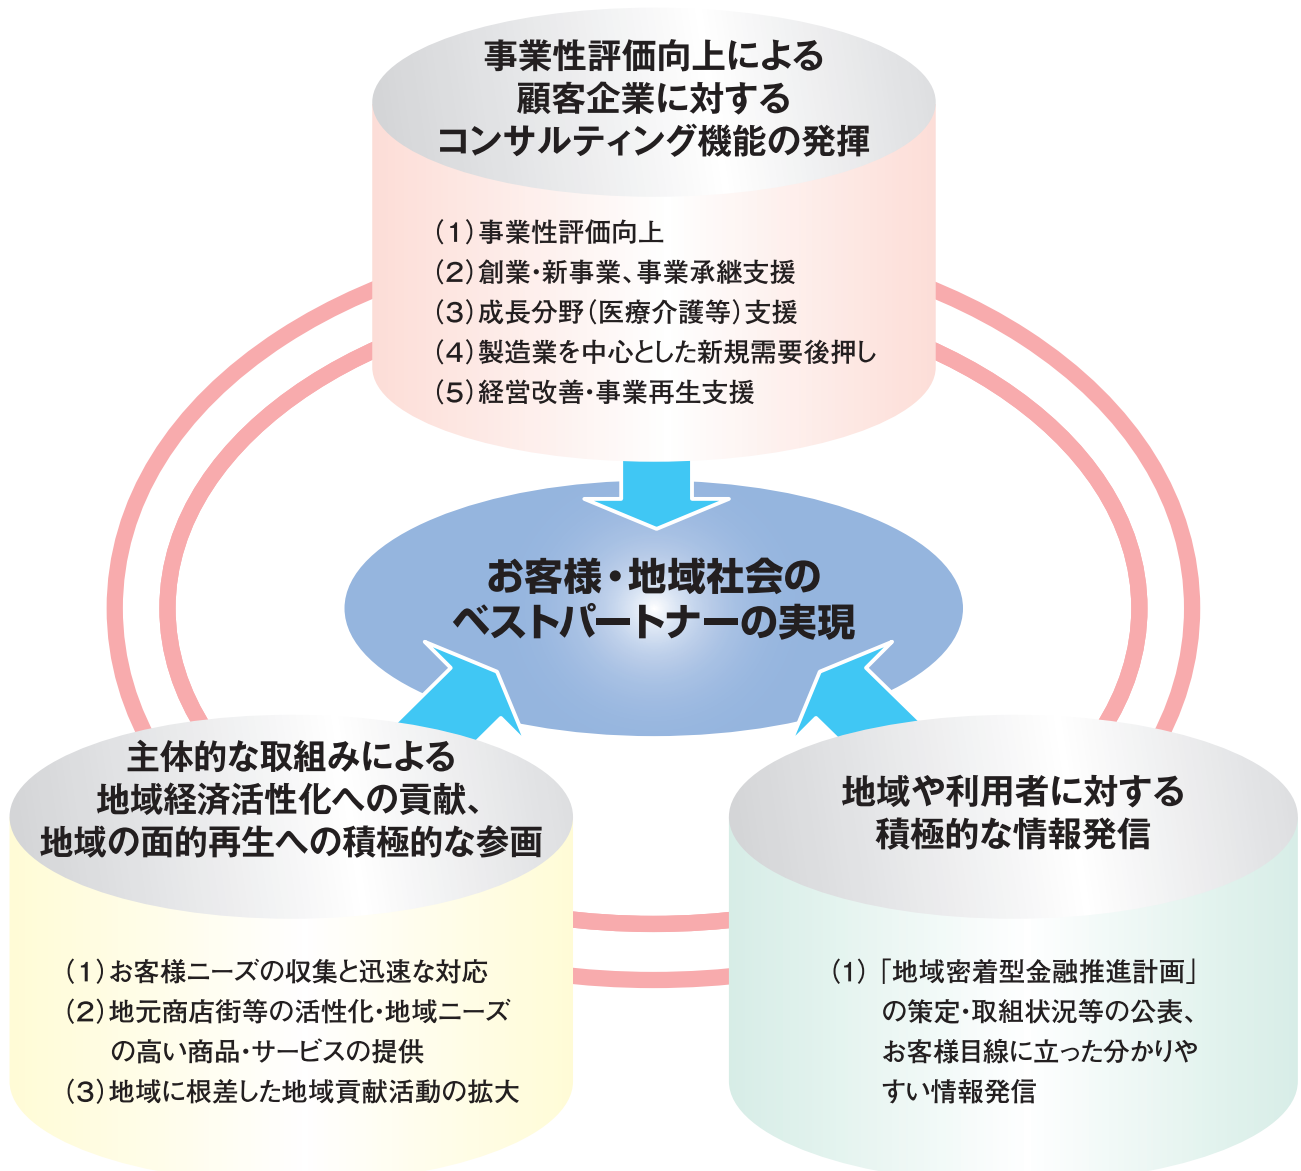 事業性評価向上による
顧客企業に対する
コンサルティング機能の発揮
(1)事業性評価向上
(2)創業・新事業、事業承継支援
(3)成長分野(医療介護等)支援
(4)製造業を中心とした新規需要後押し
(5)経営改善・事業再生支援
お客様・地域社会の
ベストパートナーの実現
主体的な取組みによる
地域経済活性化への貢献、
地域の面的再生への積極的な参画
(1)お客様ニーズの収集と迅速な対応
(2)地元商店街等の活性化・地域ニーズ
の高い商品・サービスの提供
(3)地域に根差した地域貢献活動の拡大
地域や利用者に対する
積極的な情報発信
(1)「地域密着型金融推進計画」
の策定・取組状況等の公表、
お客様目線に立った分かりや
すい情報発信